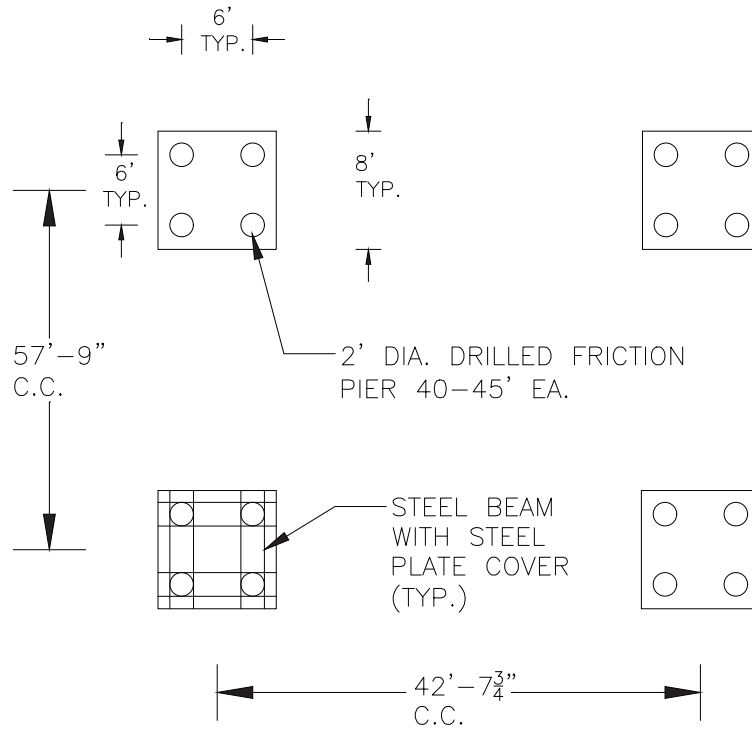 6'
TYP.
6'
TYP.
8'
TYP.
57'-9"
C.C.
2' DIA. DRILLED FRICTION
PIER 40-45' EA.
STEEL BEAM
WITH STEEL
PLATE COVER
(TYP.)
42'-7¾"
C.C.